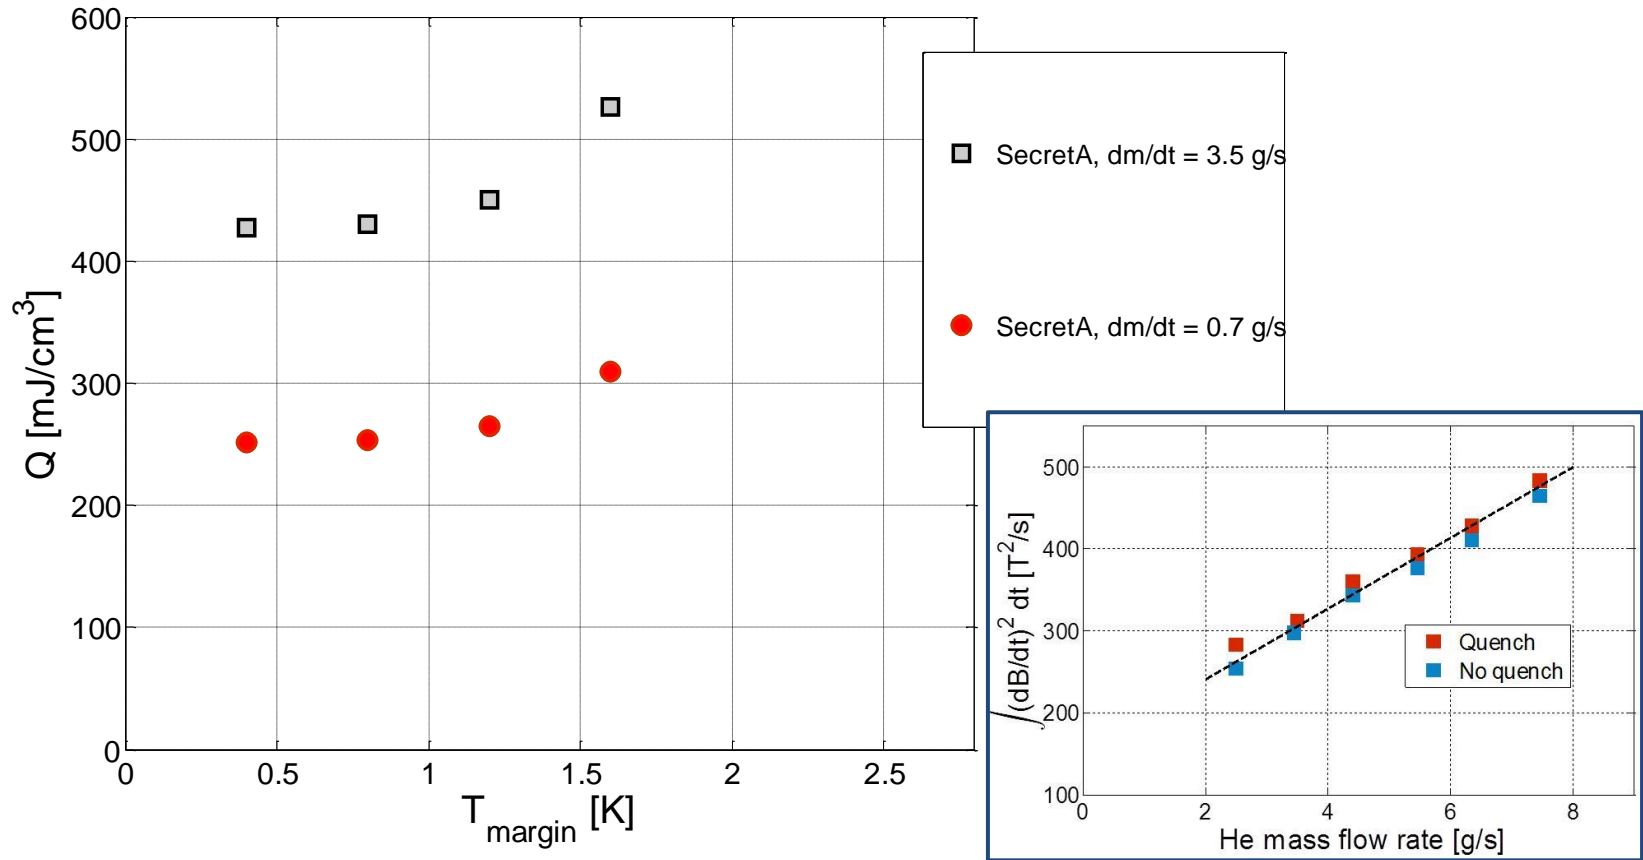 600
500
400
300
200
100
0
Q [mJ/cm3]
0 0.5 1 1.5 2 2.5
Tmargin [K]
SecretA, dm/dt = 3.5 g/s
SecretA, dm/dt = 0.7 g/s
500
400
300
200
100
∫(dB/dt)2 dt [T2/s]
Quench
No quench
0 2 4 6 8
He mass flow rate [g/s]